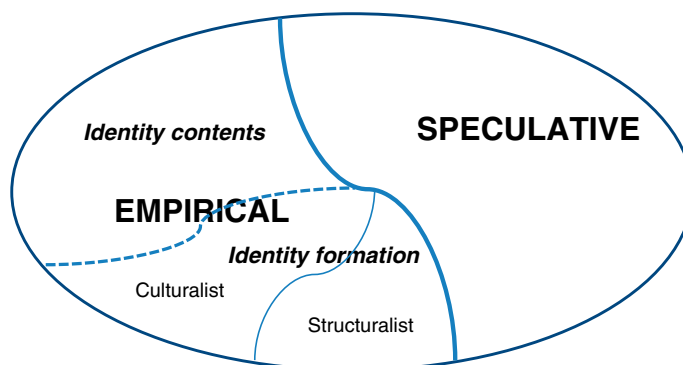 SPECULATIVE
Identity contents
EMPIRICAL
Identity formation
Culturalist
Structuralist